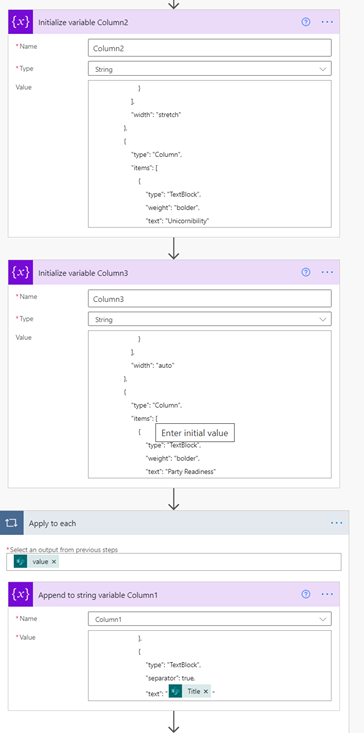 {x} Initialize variable Column2
* Name
Column2
* Type
String
Value
}
],
"width": "stretch"
},
{
"type": "Column",
"items": [
{
"type": "TextBlock",
"weight": "bolder",
"text": "Unicornibility"
{x} Initialize variable Column3
* Name
Column3
* Type
String
Value
}
],
"width": "auto"
},
{
"type": "Column",
"items": [
{
Enter initial value
"type": "TextBlock",
"weight": "bolder",
"text": "Party Readiness"
Apply to each
* Select an output from previous steps
value ×
{x} Append to string variable Column1
* Name
Column1
* Value
},
{
"type": "TextBlock",
"separator": true,
"text": " Title × "